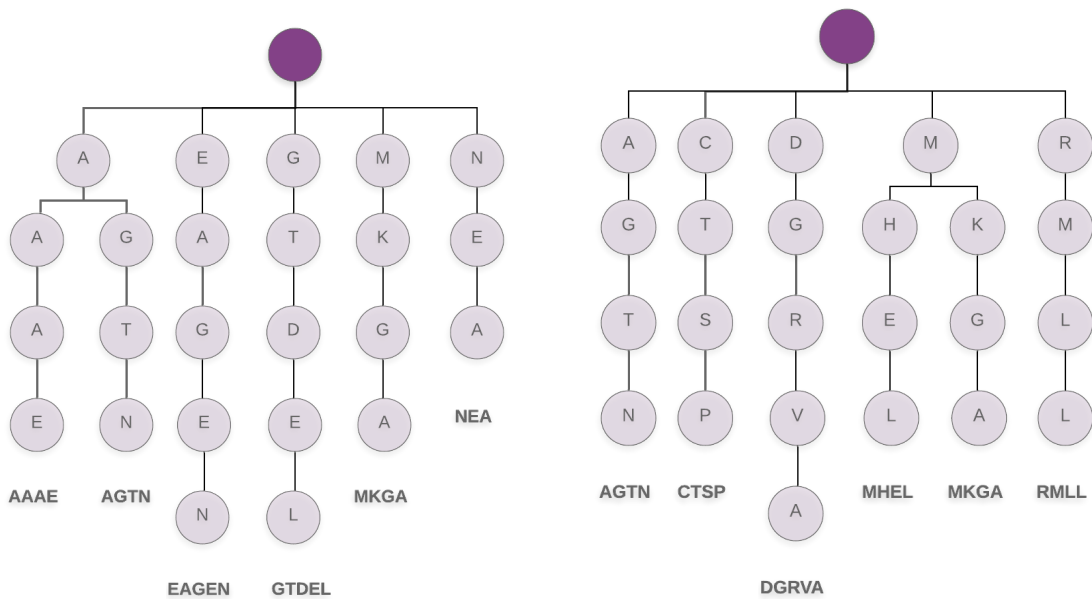 A E G M N
A G A T K E
A T G D G A
E N E E A
N L
NEA
AAAE AGTN MKGA
EAGEN GTDEL
A C D M R
G T G H K M
T S R E G L
N P V L A L
A
AGTN CTSP MHEL MKGA RMLL
DGRVA